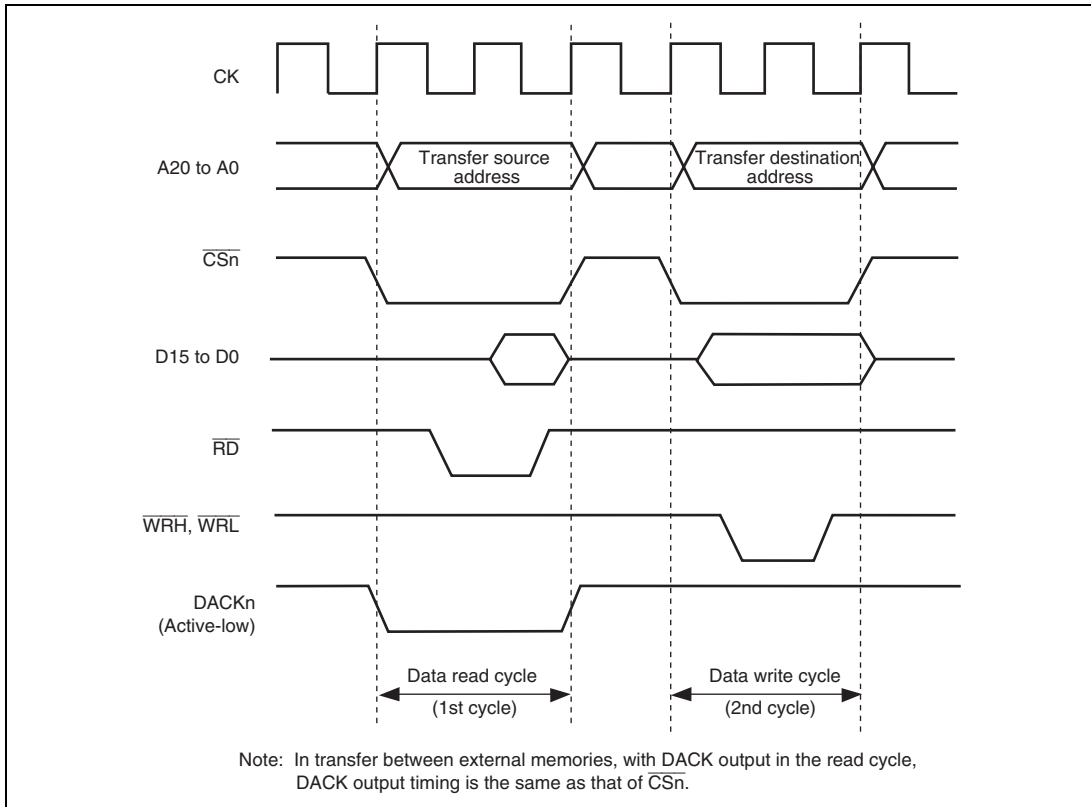 CK
A20 to A0
Transfer source
address
Transfer destination
address
CSn
D15 to D0
RD
WRH, WRL
DACKn
(Active-low)
Data read cycle
(1st cycle)
Data write cycle
(2nd cycle)
Note: In transfer between external memories, with DACK output in the read cycle,
DACK output timing is the same as that of CSn.